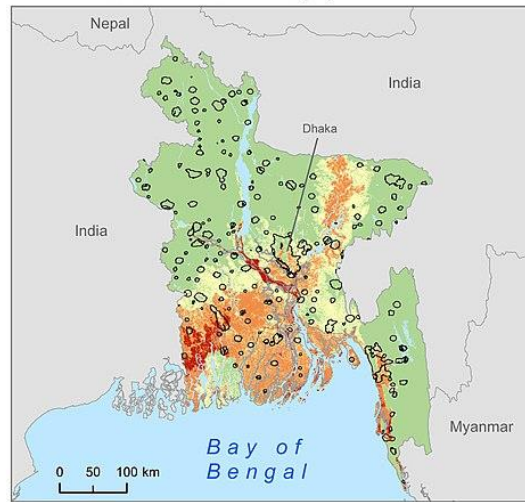 Nepal
India
Dhaka
India
Myanmar
Bay of
Bengal
0 50 100 km